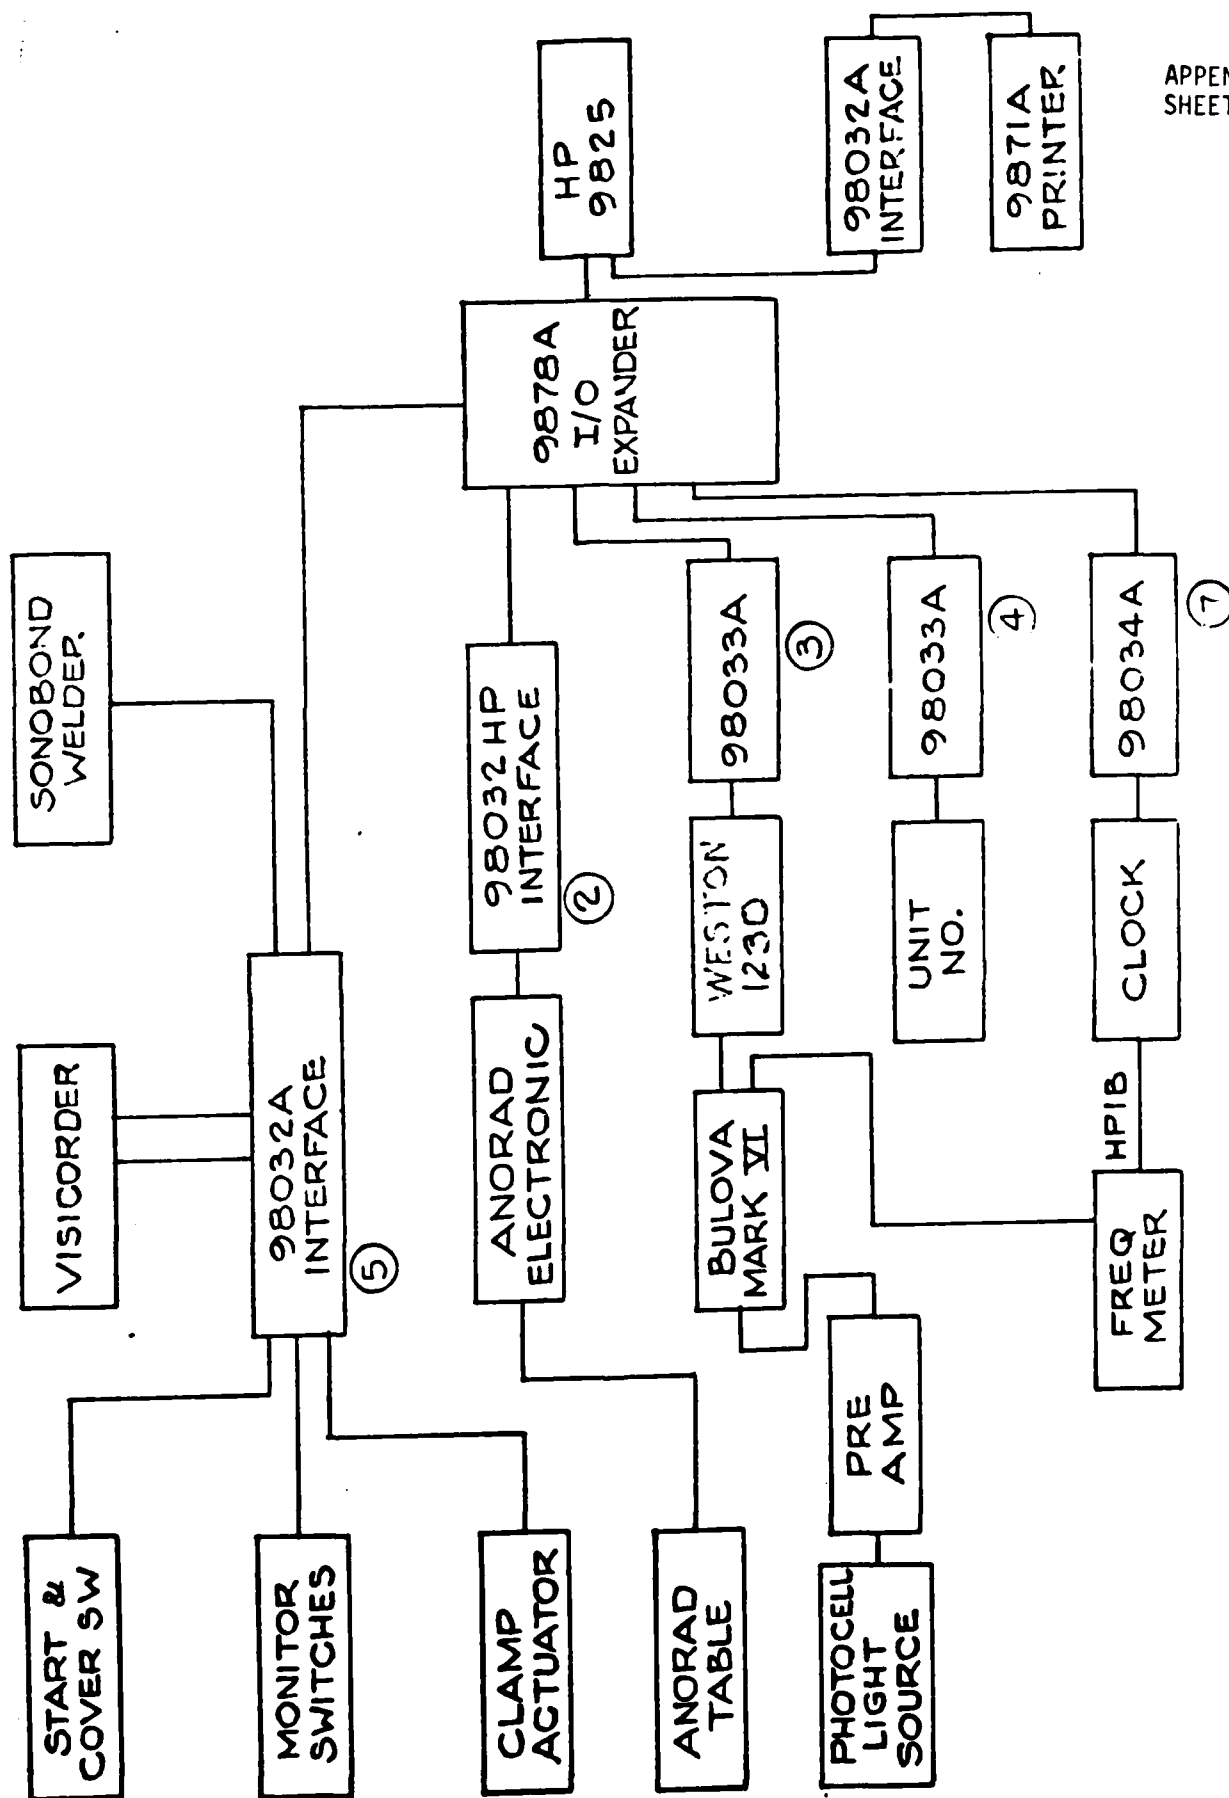 APPEN
SHEET
START &
COVER SW
MONITOR
SWITCHES
CLAMP
ACTUATOR
ANORAD
TABLE
PHOTOCELL
LIGHT
SOURCE
PRE
AMP
VISICORDER
98032A
INTERFACE
5
ANORAD
ELECTRONIC
BULOVA
MARK VI
FREQ
METER
HPIB
SONOBOND
WELDER
98032 HP
INTERFACE
2
WESTON
1230
UNIT
NO.
CLOCK
98033A
3
98033A
4
98034A
7
9878A
I/O
EXPANDER
HP
9825
98032A
INTERFACE
9871A
PRINTER